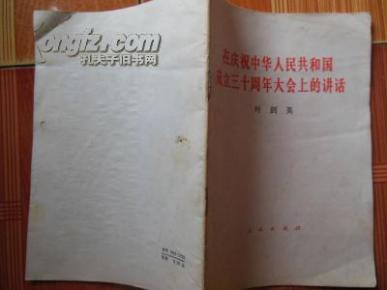 ongfz.com
孔夫子旧书网
在庆祝中华人民共和国
成立三十周年大会上的讲话
叶剑英
人民出版社